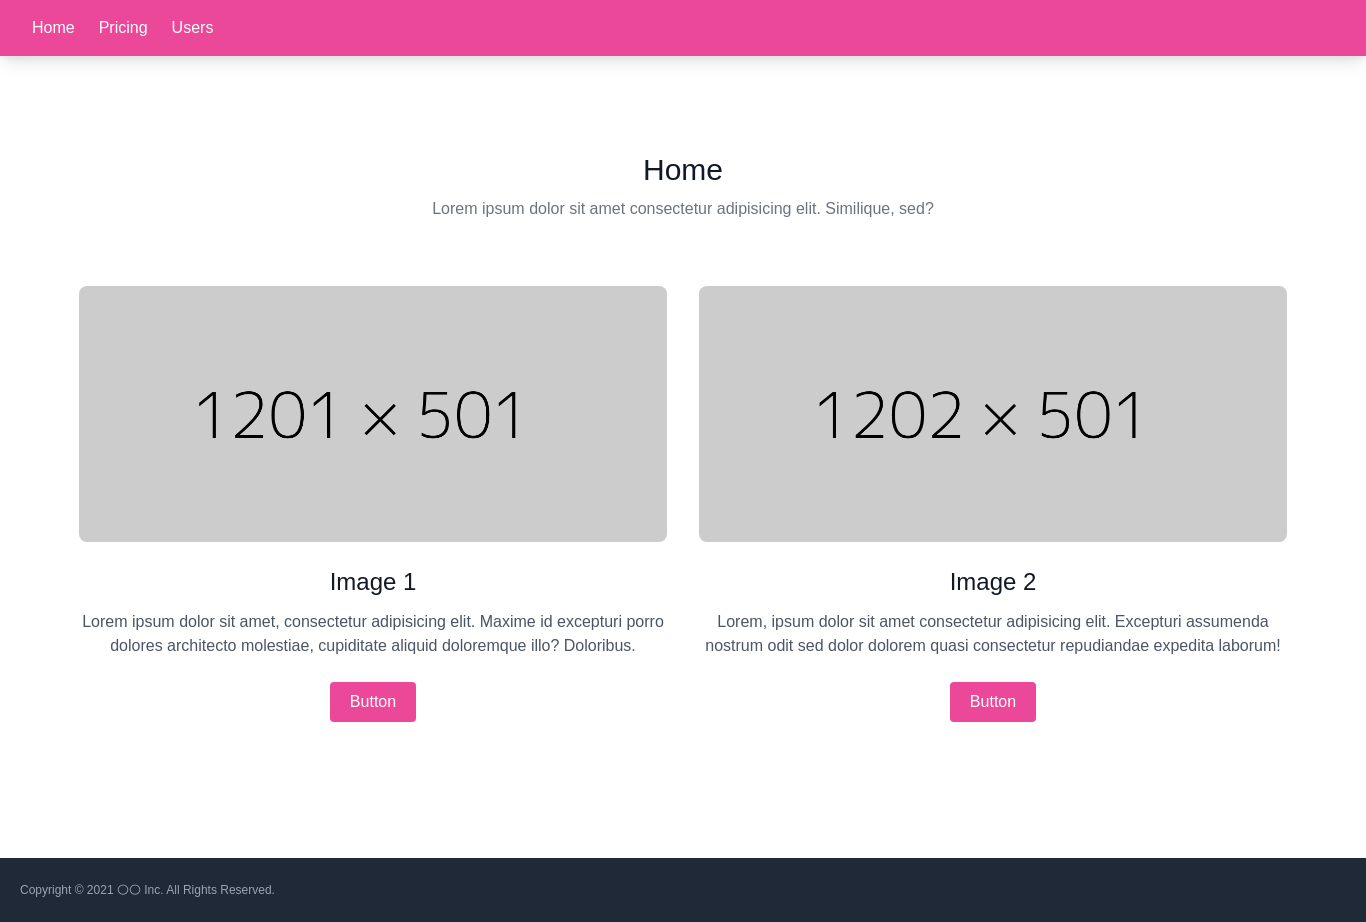 Home Pricing Users
Home
Lorem ipsum dolor sit amet consectetur adipisicing elit. Similique, sed?
1201 × 501
1202 × 501
Image 1
Lorem ipsum dolor sit amet, consectetur adipisicing elit. Maxime id excepturi porro
dolores architecto molestiae, cupiditate aliquid doloremque illo? Doloribus.
Button
Image 2
Lorem, ipsum dolor sit amet consectetur adipisicing elit. Excepturi assumenda
nostrum odit sed dolor dolorem quasi consectetur repudiandae expedita laborum!
Button
Copyright © 2021 〇〇 Inc. All Rights Reserved.